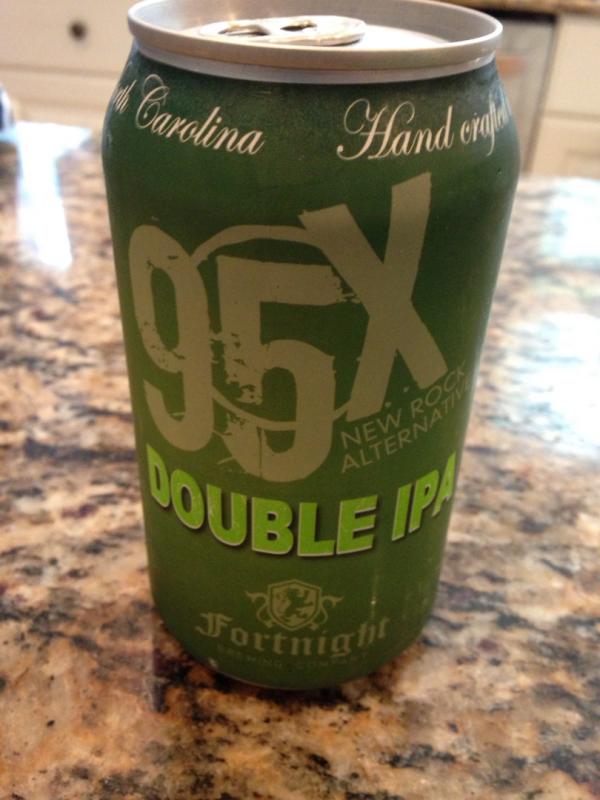 Carolina
Hand crafted
95X
NEW ROCK
ALTERNATIVE
DOUBLE IPA
Fortnight
BREWING COMPANY